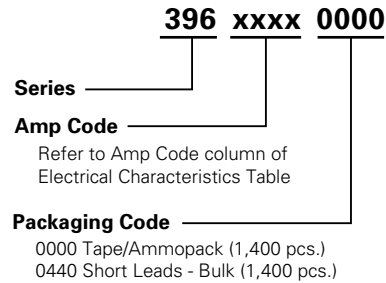 396 xxxx 0000
Series
Amp Code
Refer to Amp Code column of
Electrical Characteristics Table
Packaging Code
0000 Tape/Ammopack (1,400 pcs.)
0440 Short Leads - Bulk (1,400 pcs.)